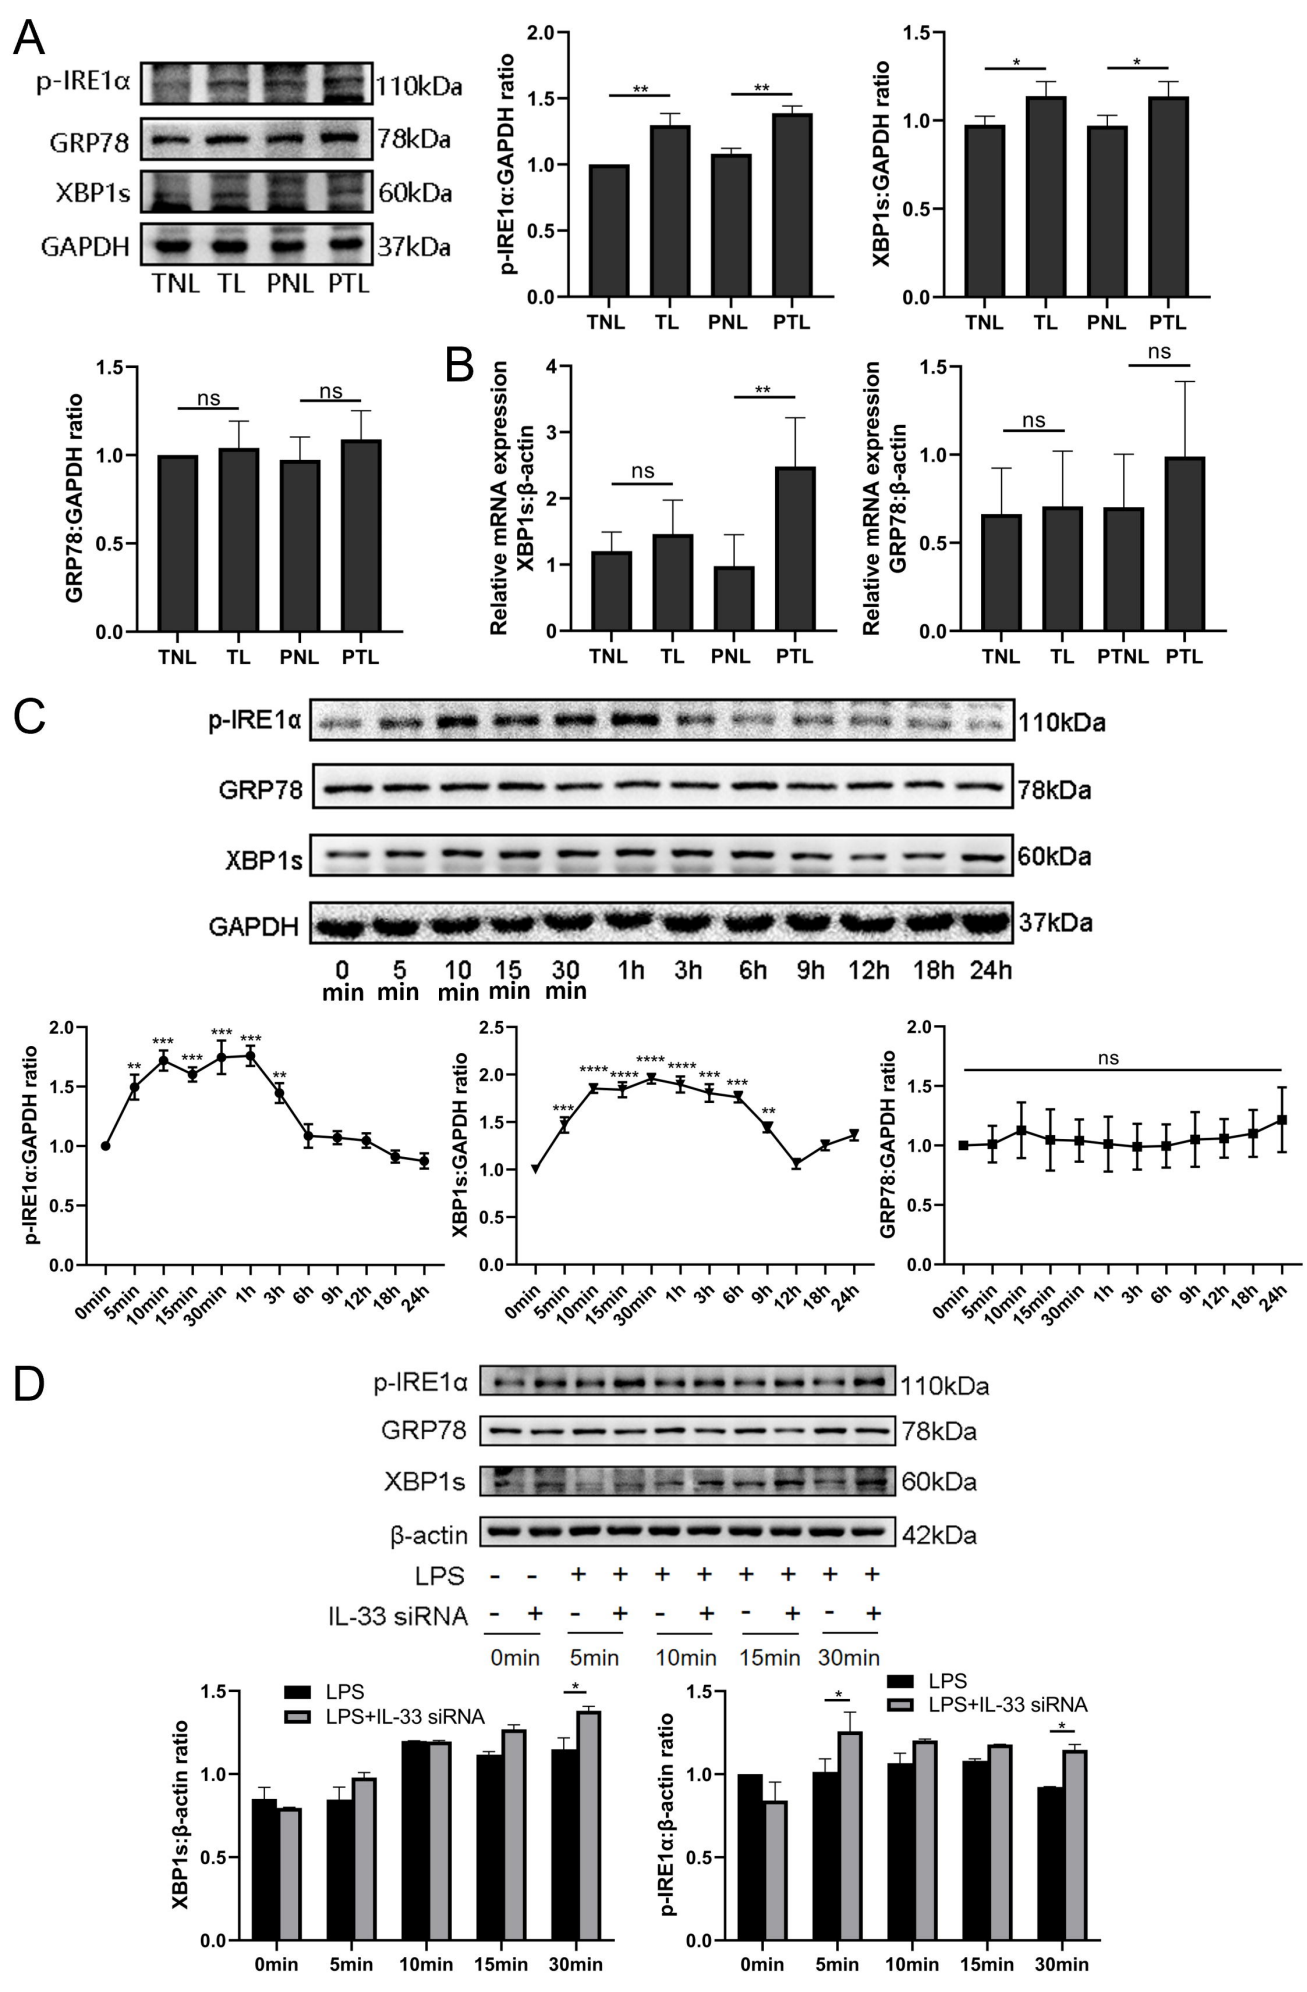 A
p-IRE1α
110kDa
GRP78
78kDa
XBP1s
60kDa
GAPDH
37kDa
TNL TL PNL PTL
p-IRE1α:GAPDH ratio
2.0
1.5
1.0
0.5
0.0
** **
TNL TL PNL PTL
XBP1s:GAPDH ratio
1.5
1.0
0.5
0.0
* *
TNL TL PNL PTL
GRP78:GAPDH ratio
1.5
1.0
0.5
0.0
ns ns
TNL TL PNL PTL
B
Relative mRNA expression
XBP1s:β-actin
4
3
2
1
0
ns **
TNL TL PNL PTL
Relative mRNA expression
GRP78:β-actin
1.5
1.0
0.5
0.0
ns ns
TNL TL PTNL PTL
C
p-IRE1α
110kDa
GRP78
78kDa
XBP1s
60kDa
GAPDH
37kDa
0 5 10 15 30 1h 3h 6h 9h 12h 18h 24h
min min min min min
p-IRE1α:GAPDH ratio
2.0
1.5
1.0
0.5
0.0
** *** *** *** *** **
0min 5min 10min 15min 30min 1h 3h 6h 9h 12h 18h 24h
XBP1s:GAPDH ratio
2.5
2.0
1.5
1.0
0.5
0.0
*** **** **** **** **** *** *** **
0min 5min 10min 15min 30min 1h 3h 6h 9h 12h 18h 24h
GRP78:GAPDH ratio
2.0
1.5
1.0
0.5
0.0
ns
0min 5min 10min 15min 30min 1h 3h 6h 9h 12h 18h 24h
D
p-IRE1α
110kDa
GRP78
78kDa
XBP1s
60kDa
β-actin
42kDa
LPS - - + + + + + + + +
IL-33 siRNA - + - + - + - + - +
0min 5min 10min 15min 30min
XBP1s:β-actin ratio
1.5
1.0
0.5
0.0
LPS
LPS+IL-33 siRNA
*
0min 5min 10min 15min 30min
p-IRE1α:β-actin ratio
1.5
1.0
0.5
0.0
LPS
LPS+IL-33 siRNA
* *
0min 5min 10min 15min 30min